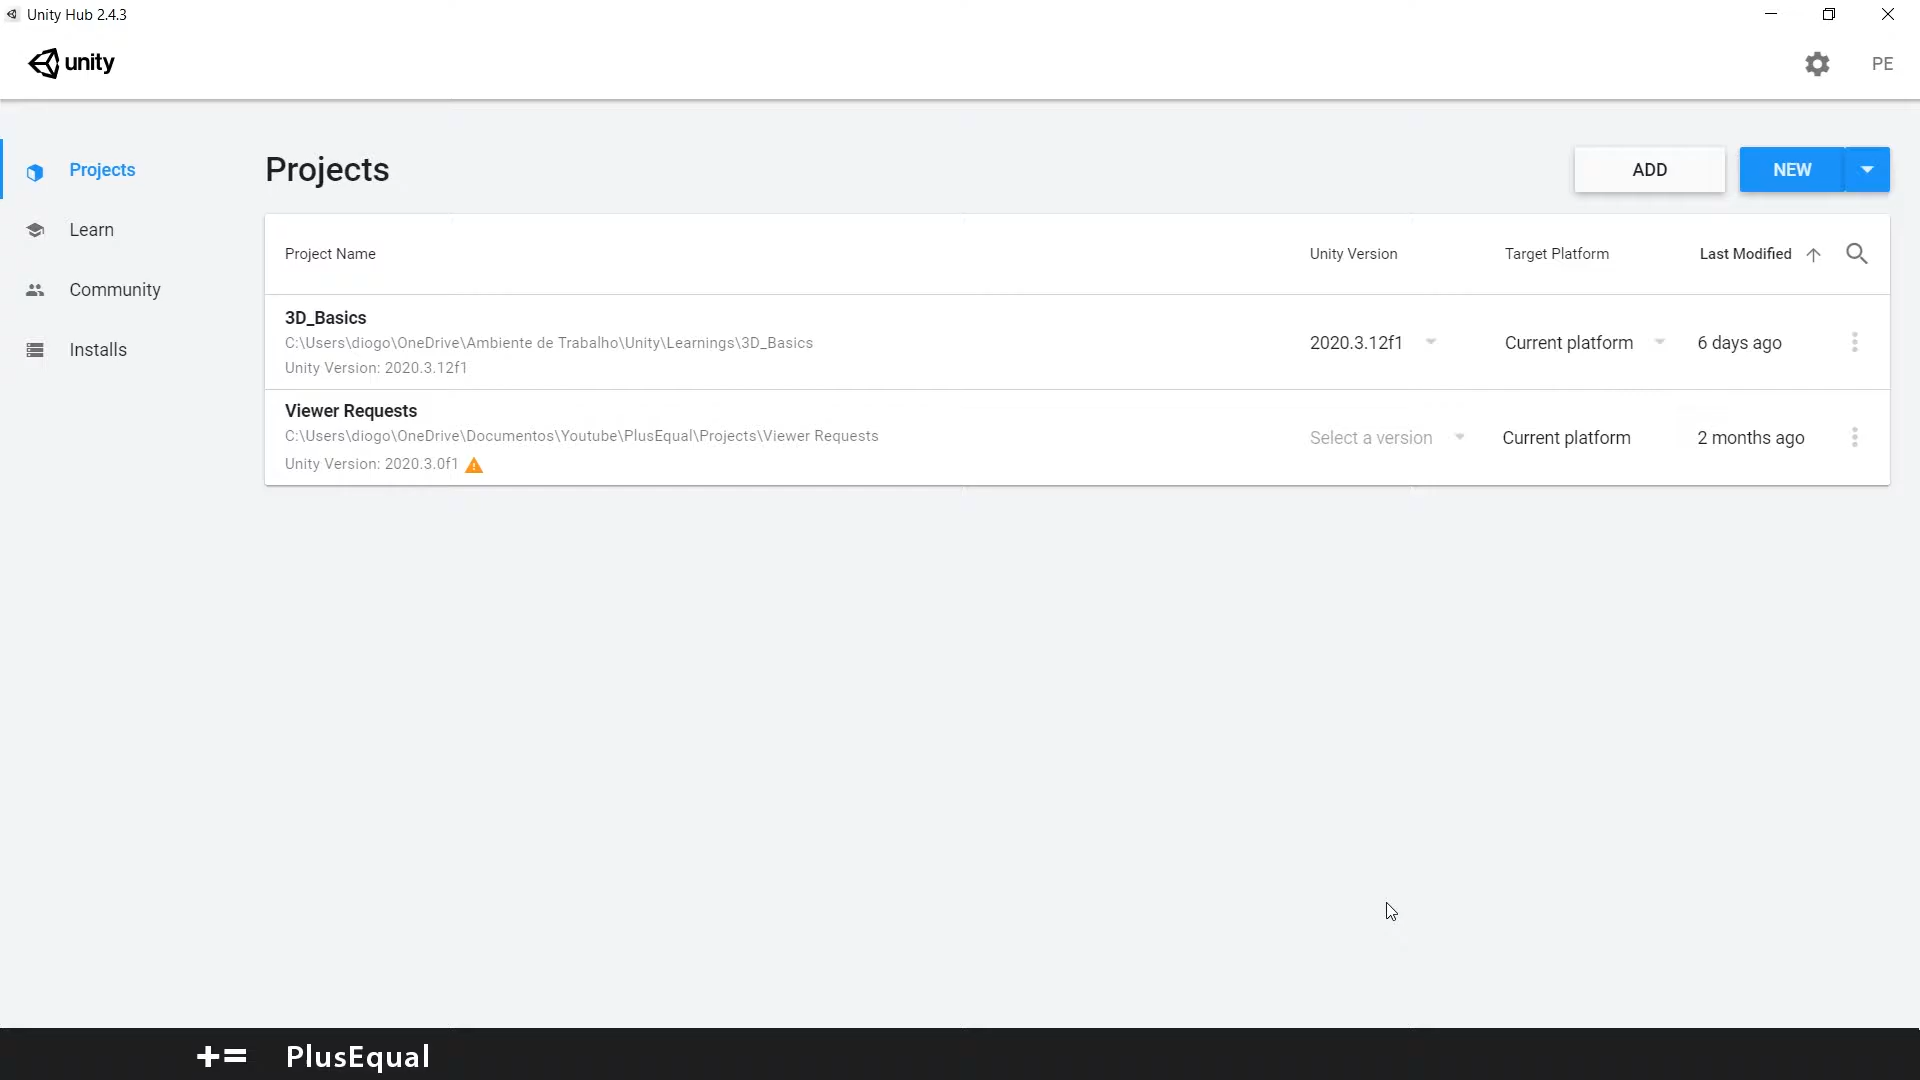 Unity Hub 2.4.3
unity
PE
Projects
Learn
Community
Installs
Projects
ADD
NEW
Project Name
Unity Version
Target Platform
Last Modified
3D_Basics
C:\Users\diogo\OneDrive\Ambiente de Trabalho\Unity\Learnings\3D_Basics
Unity Version: 2020.3.12f1
2020.3.12f1
Current platform
6 days ago
Viewer Requests
C:\Users\diogo\OneDrive\Documentos\Youtube\PlusEqual\Projects\Viewer Requests
Unity Version: 2020.3.0f1
Select a version
Current platform
2 months ago
+= PlusEqual